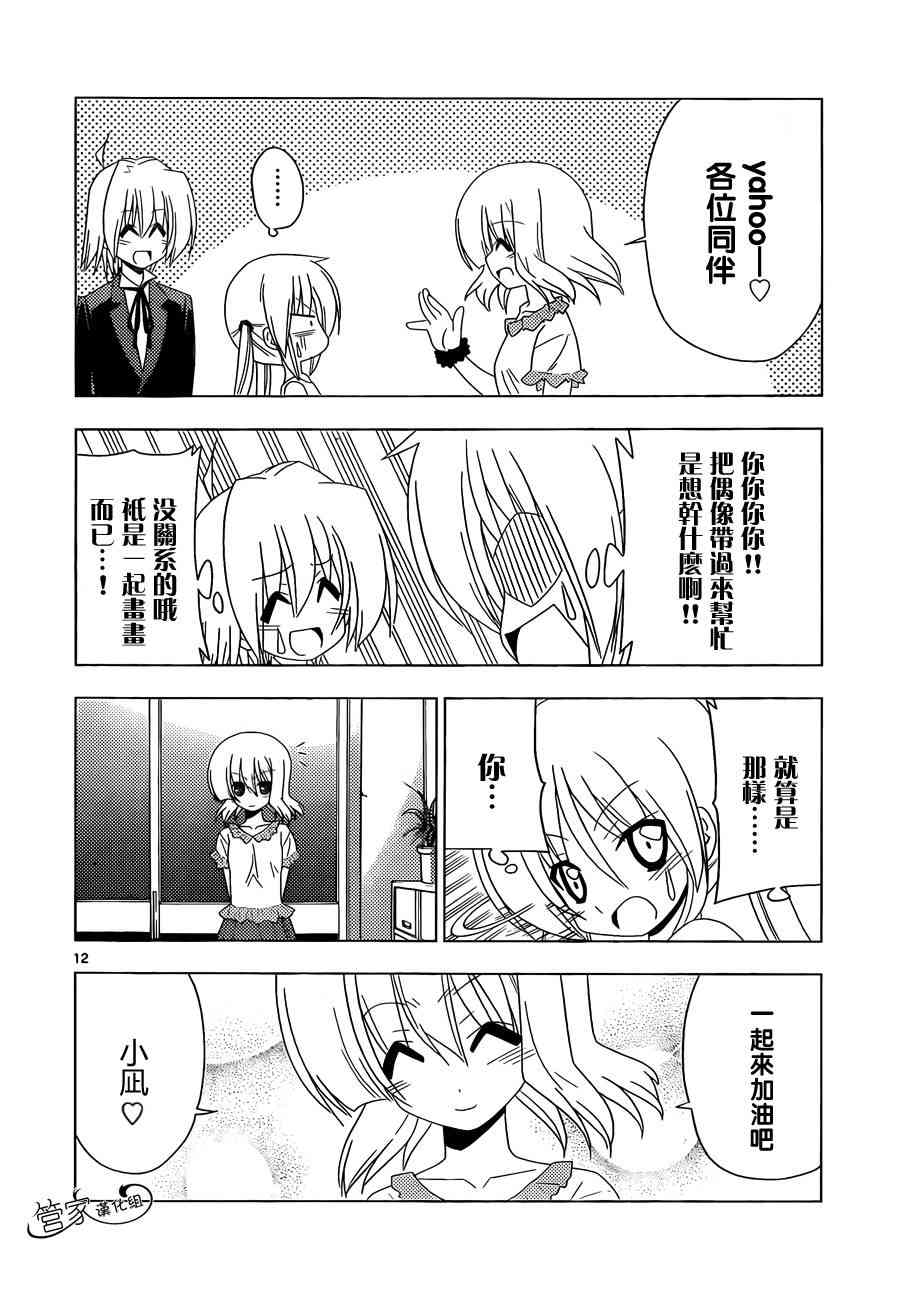 yahoo—♡
各位同伴
……
你你你你!!
把偶像帶過來幫忙
是想幹什麼啊!!
没關系的哦
衹是一起畫畫
而已…!
就算是
那樣……
你…
12
一起來加油吧
小凪♡
管家
漢化组